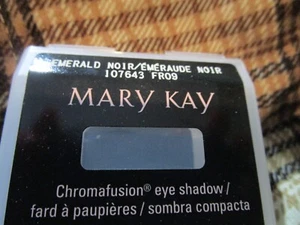 EMERALD NOIR/ÉMERAUDE NOIR
107643 FR09
MARY KAY
Chromafusion® eye shadow /
fard à paupières / sombra compacta